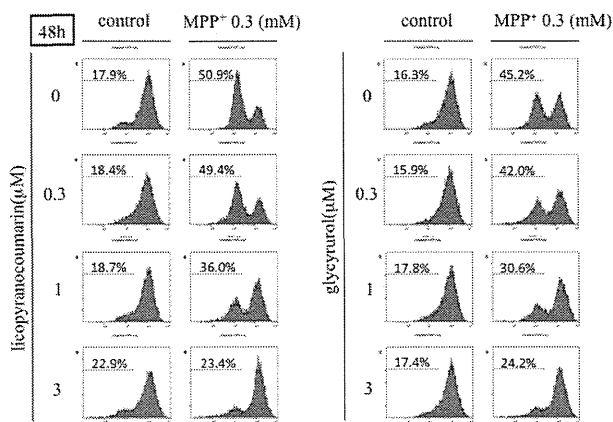 48h
control MPP⁺ 0.3 (mM) control MPP⁺ 0.3 (mM)
licopyranocoumarin(μM)
glycyrurol(μM)
0 17.9% 50.9% 0 16.3% 45.2%
0.3 18.4% 49.4% 0.3 15.9% 42.0%
1 18.7% 36.0% 1 17.8% 30.6%
3 22.9% 23.4% 3 17.4% 24.2%